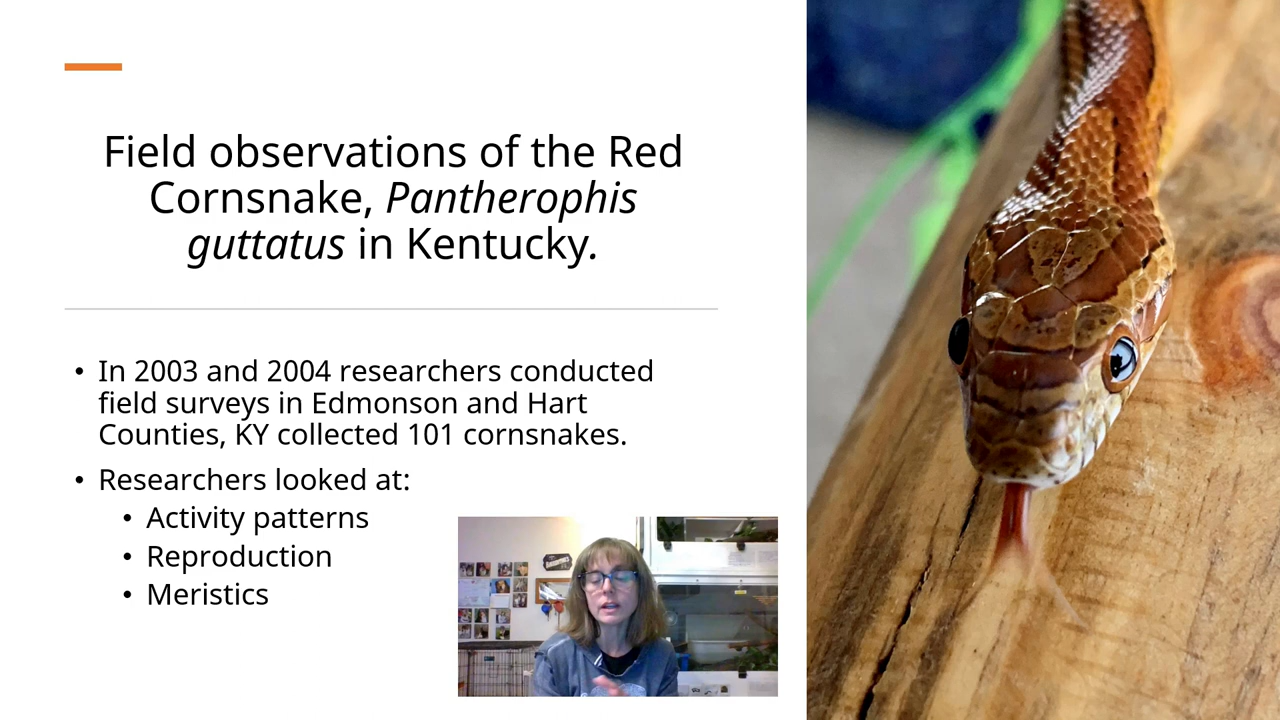 Field observations of the Red
Cornsnake, Pantherophis
guttatus in Kentucky.
• In 2003 and 2004 researchers conducted
field surveys in Edmonson and Hart
Counties, KY collected 101 cornsnakes.
• Researchers looked at:
• Activity patterns
• Reproduction
• Meristics